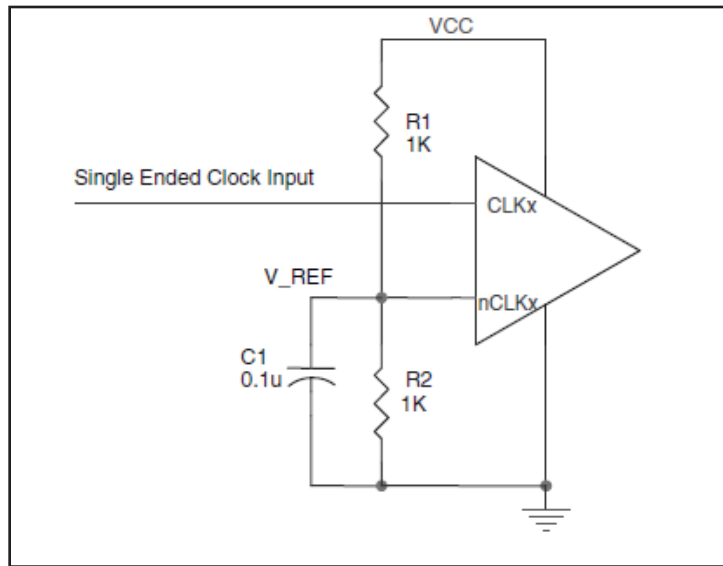 VCC
R1
1K
Single Ended Clock Input
CLKx
V_REF
nCLKx
C1
0.1u
R2
1K